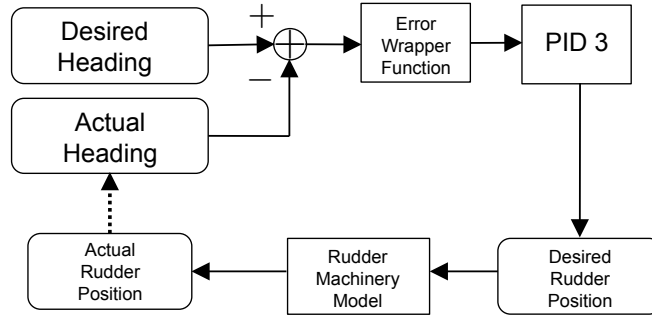 Desired
Heading
+
−
Error
Wrapper
Function
PID 3
Actual
Heading
Actual
Rudder
Position
Rudder
Machinery
Model
Desired
Rudder
Position